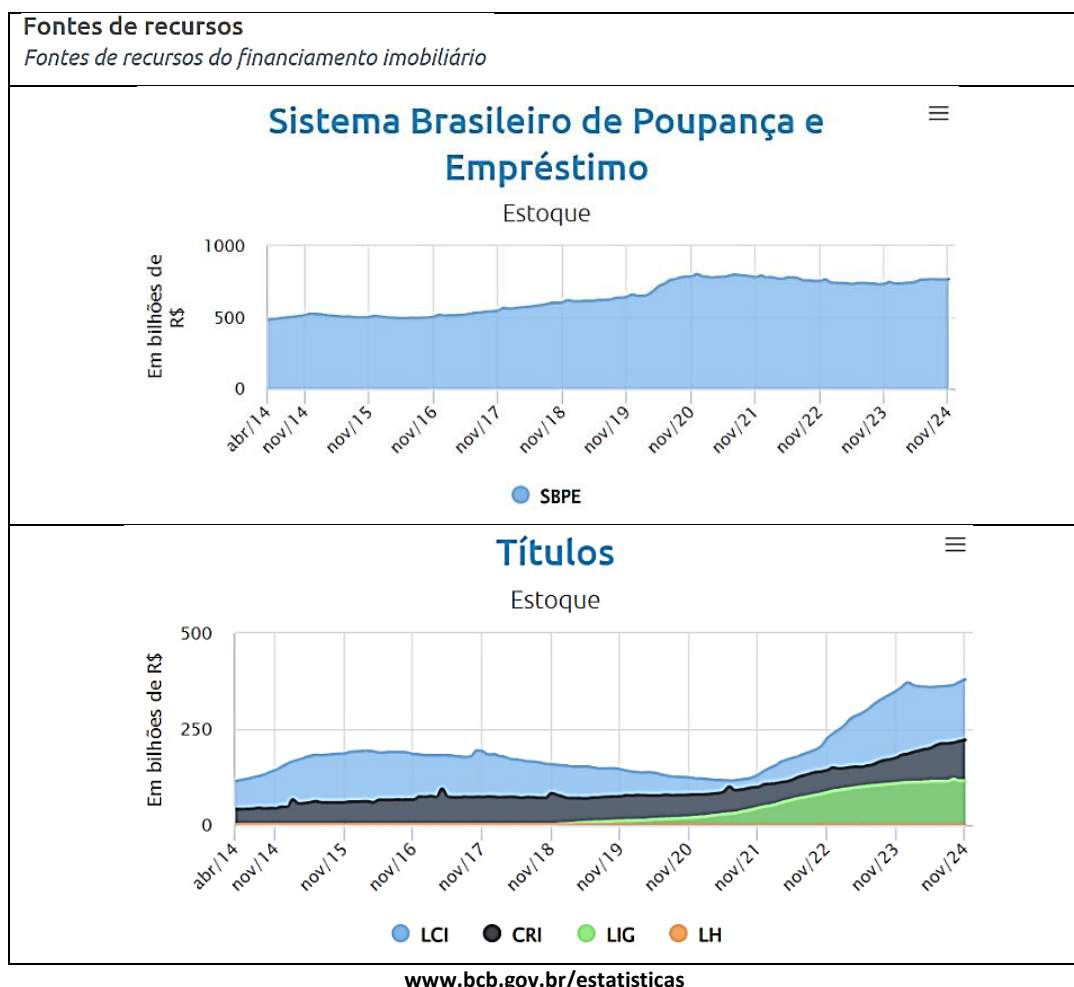 Fontes de recursos
Fontes de recursos do financiamento imobiliário
Sistema Brasileiro de Poupança e
Empréstimo
Estoque
Em bilhões de
R$
1000
500
0
abr/14
nov/14
nov/15
nov/16
nov/17
nov/18
nov/19
nov/20
nov/21
nov/22
nov/23
nov/24
SBPE
Títulos
Estoque
Em bilhões de R$
500
250
0
abr/14
nov/14
nov/15
nov/16
nov/17
nov/18
nov/19
nov/20
nov/21
nov/22
nov/23
nov/24
LCI
CRI
LIG
LH
www.bcb.gov.br/estatisticas